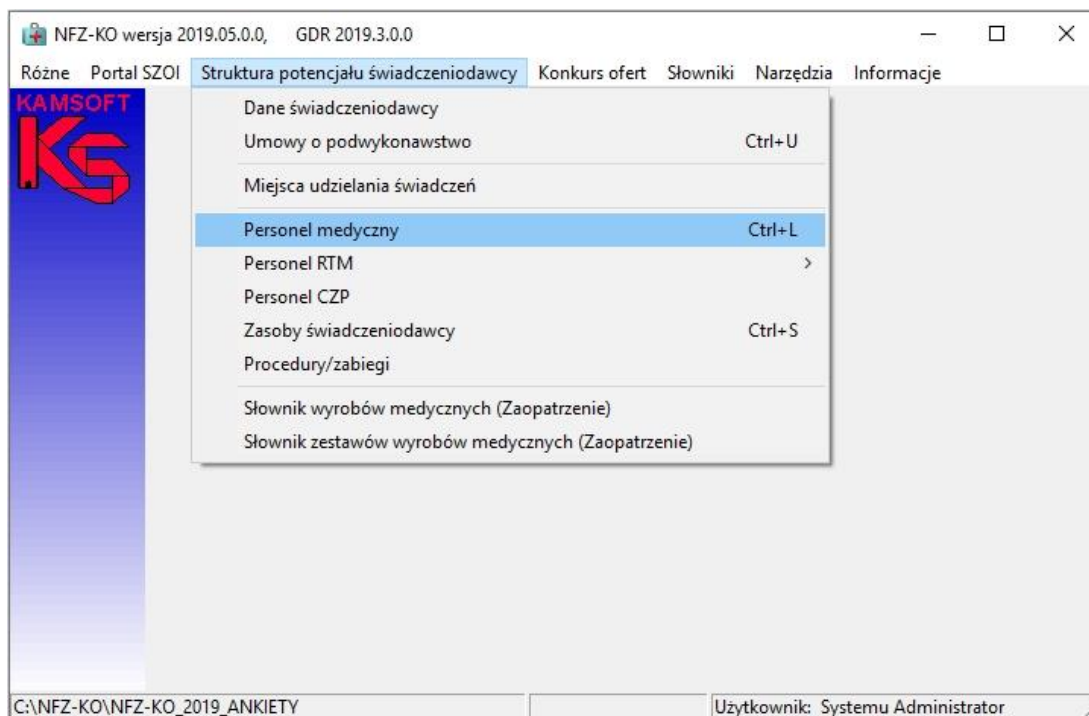 NFZ-KO wersja 2019.05.0.0, GDR 2019.3.0.0
Różne Portal SZOI Struktura potencjału świadczeniodawcy Konkurs ofert Słowniki Narzędzia Informacje
KAMSOFT
KS
Dane świadczeniodawcy
Umowy o podwykonawstwo Ctrl+U
Miejsca udzielania świadczeń
Personel medyczny Ctrl+L
Personel RTM
Personel CZP
Zasoby świadczeniodawcy Ctrl+S
Procedury/zabiegi
Słownik wyrobów medycznych (Zaopatrzenie)
Słownik zestawów wyrobów medycznych (Zaopatrzenie)
C:\NFZ-KO\NFZ-KO_2019_ANKIETY Użytkownik: Systemu Administrator